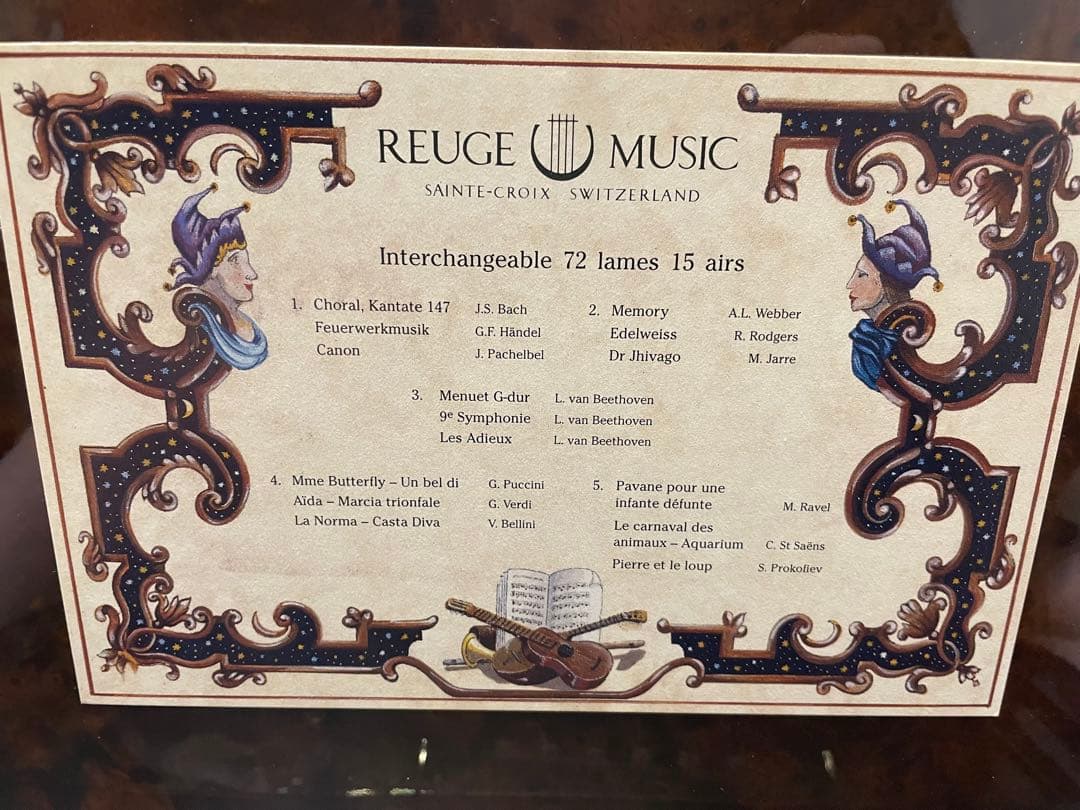 REUGE MUSIC
SAINTE-CROIX SWITZERLAND
Interchangeable 72 lames 15 airs
1. Choral, Kantate 147 J.S. Bach
Feuerwerkmusik G.F. Händel
Canon J. Pachelbel
2. Memory A.L. Webber
Edelweiss R. Rodgers
Dr Jhivago M. Jarre
3. Menuet G-dur L. van Beethoven
9e Symphonie L. van Beethoven
Les Adieux L. van Beethoven
4. Mme Butterfly – Un bel di G. Puccini
Aïda – Marcia trionfale G. Verdi
La Norma – Casta Diva V. Bellini
5. Pavane pour une
infante défunte M. Ravel
Le carnaval des
animaux – Aquarium C. St Saëns
Pierre et le loup S. Prokofiev